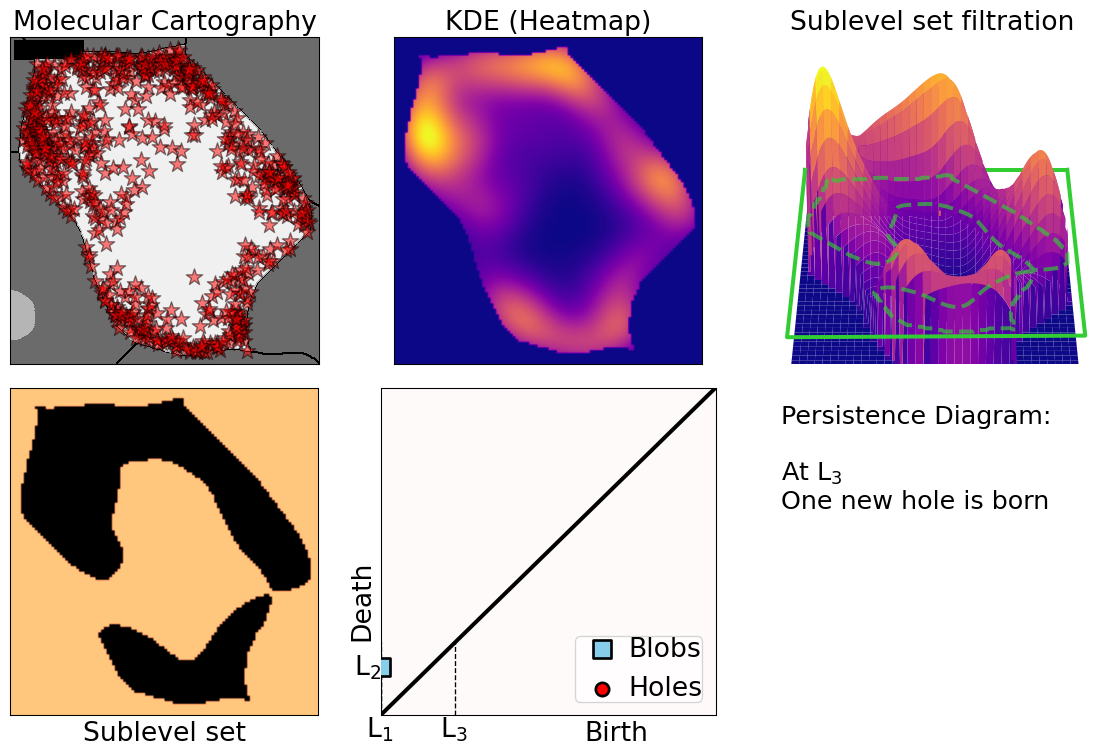 Molecular Cartography
KDE (Heatmap)
Sublevel set filtration
Sublevel set
Death
L₂
L₁
L₃
Birth
Blobs
Holes
Persistence Diagram:
At L₃
One new hole is born